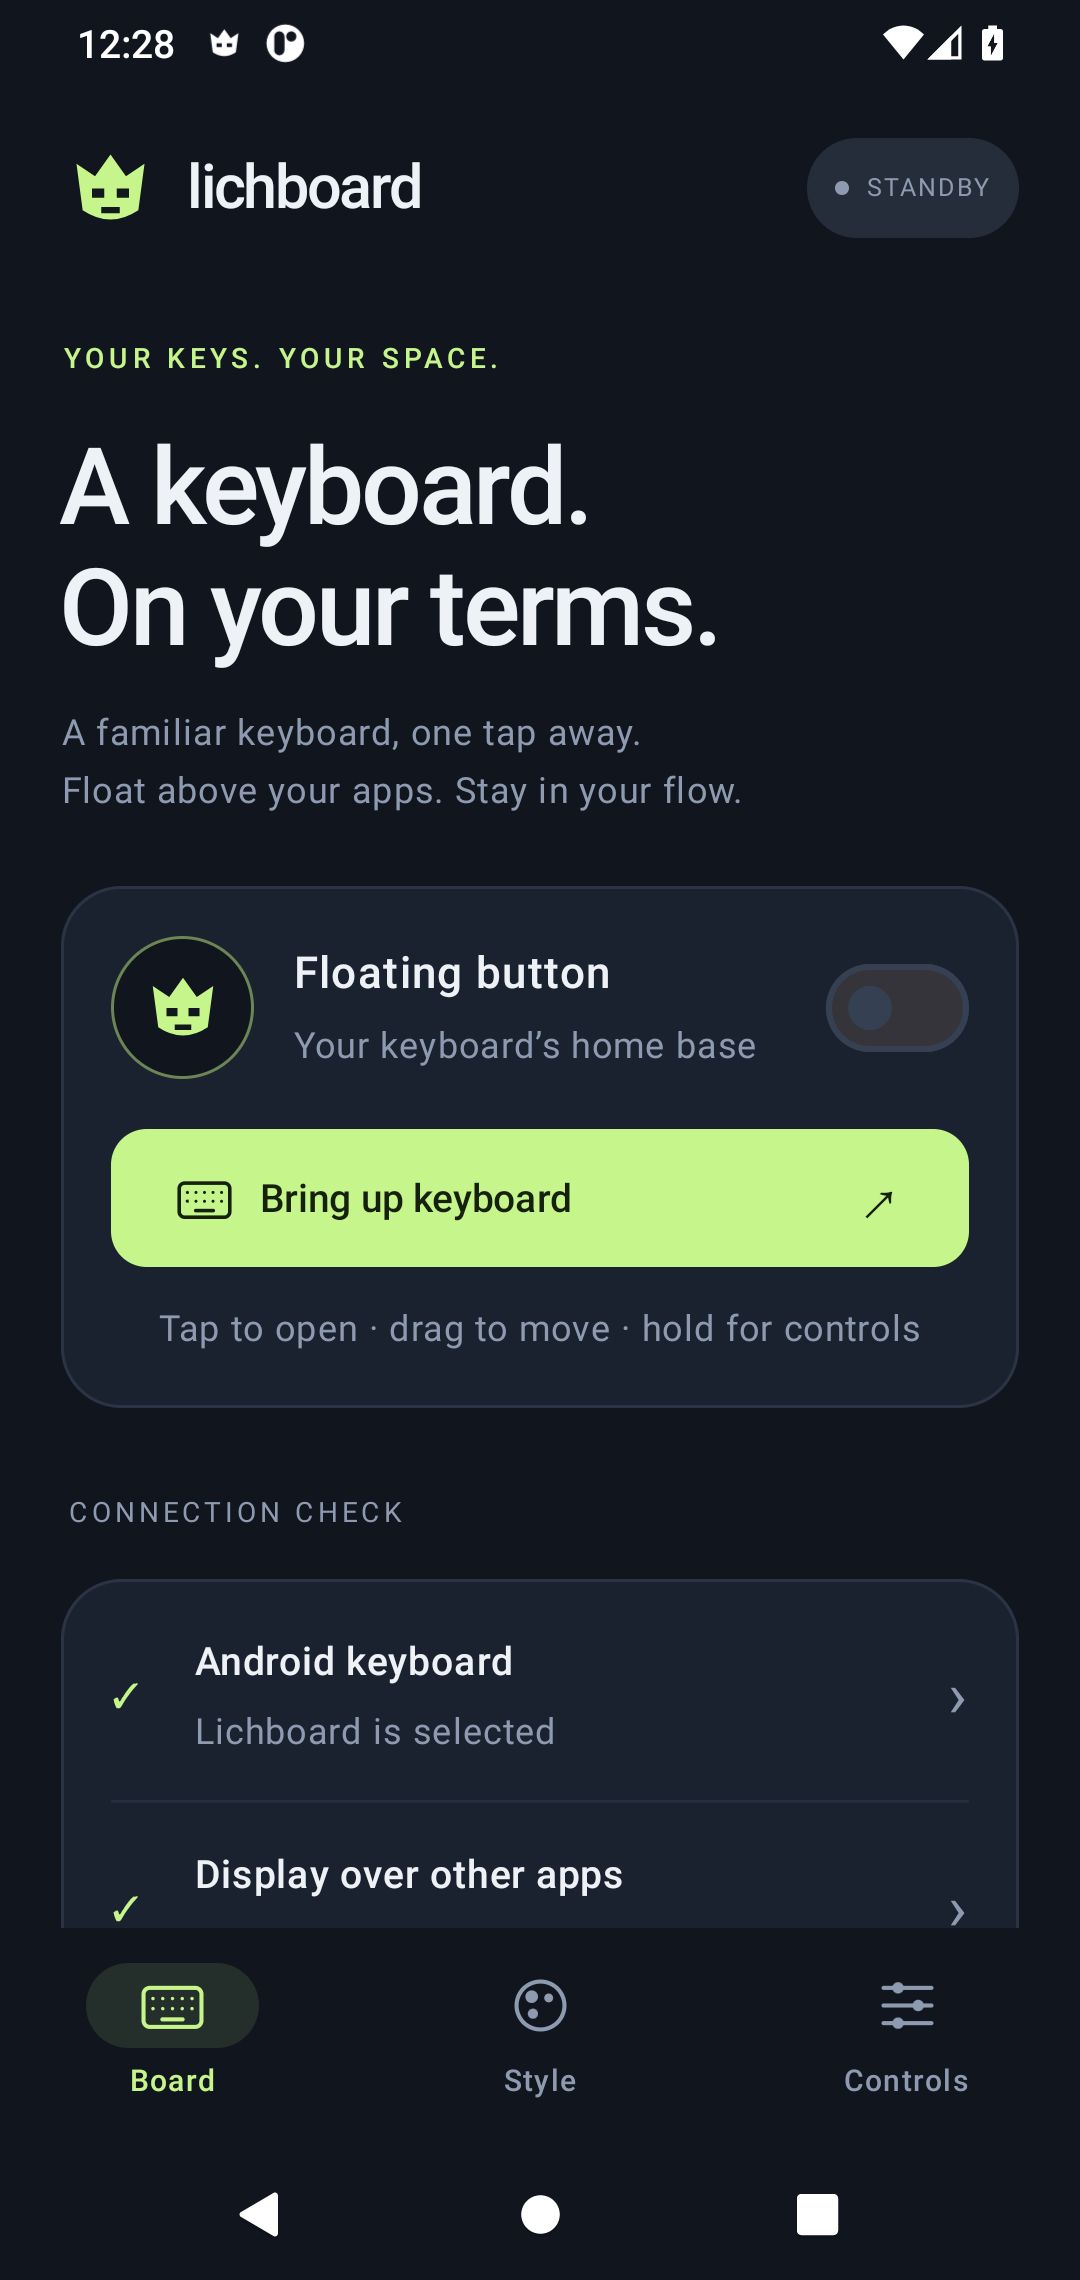 12:28
lichboard
STANDBY
YOUR KEYS. YOUR SPACE.
A keyboard.
On your terms.
A familiar keyboard, one tap away.
Float above your apps. Stay in your flow.
Floating button
Your keyboard’s home base
Bring up keyboard ↗
Tap to open · drag to move · hold for controls
CONNECTION CHECK
Android keyboard
✓ ›
Lichboard is selected
Display over other apps
✓ ›
Board
Style
Controls